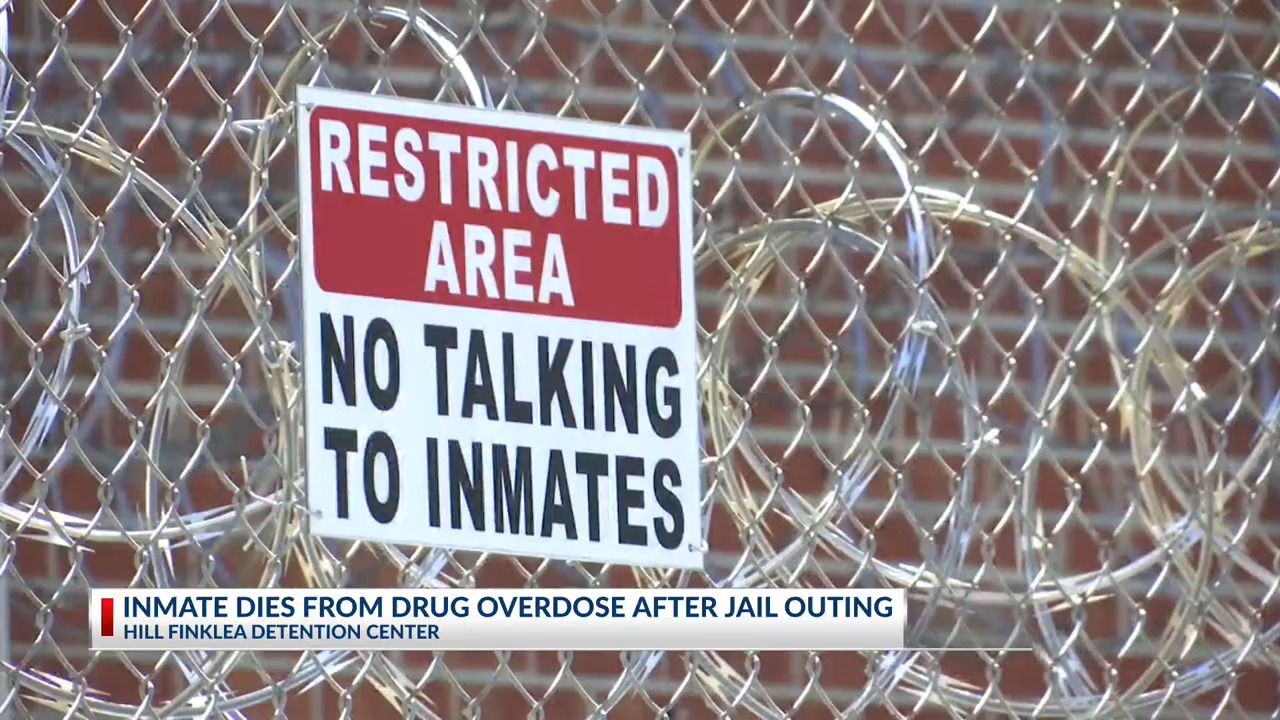 RESTRICTED
AREA
NO TALKING
TO INMATES
INMATE DIES FROM DRUG OVERDOSE AFTER JAIL OUTING
HILL FINKLEA DETENTION CENTER